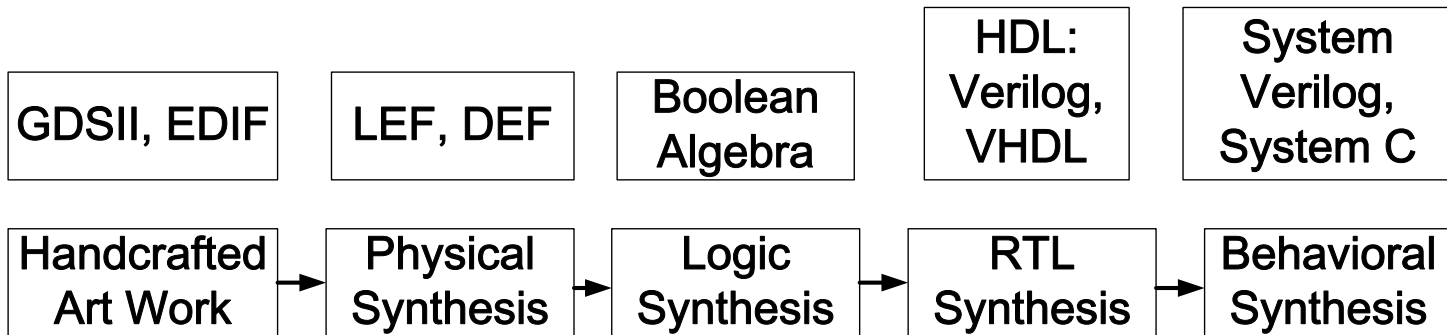 GDSII, EDIF
LEF, DEF
Boolean
Algebra
HDL:
Verilog,
VHDL
System
Verilog,
System C
Handcrafted
Art Work
Physical
Synthesis
Logic
Synthesis
RTL
Synthesis
Behavioral
Synthesis